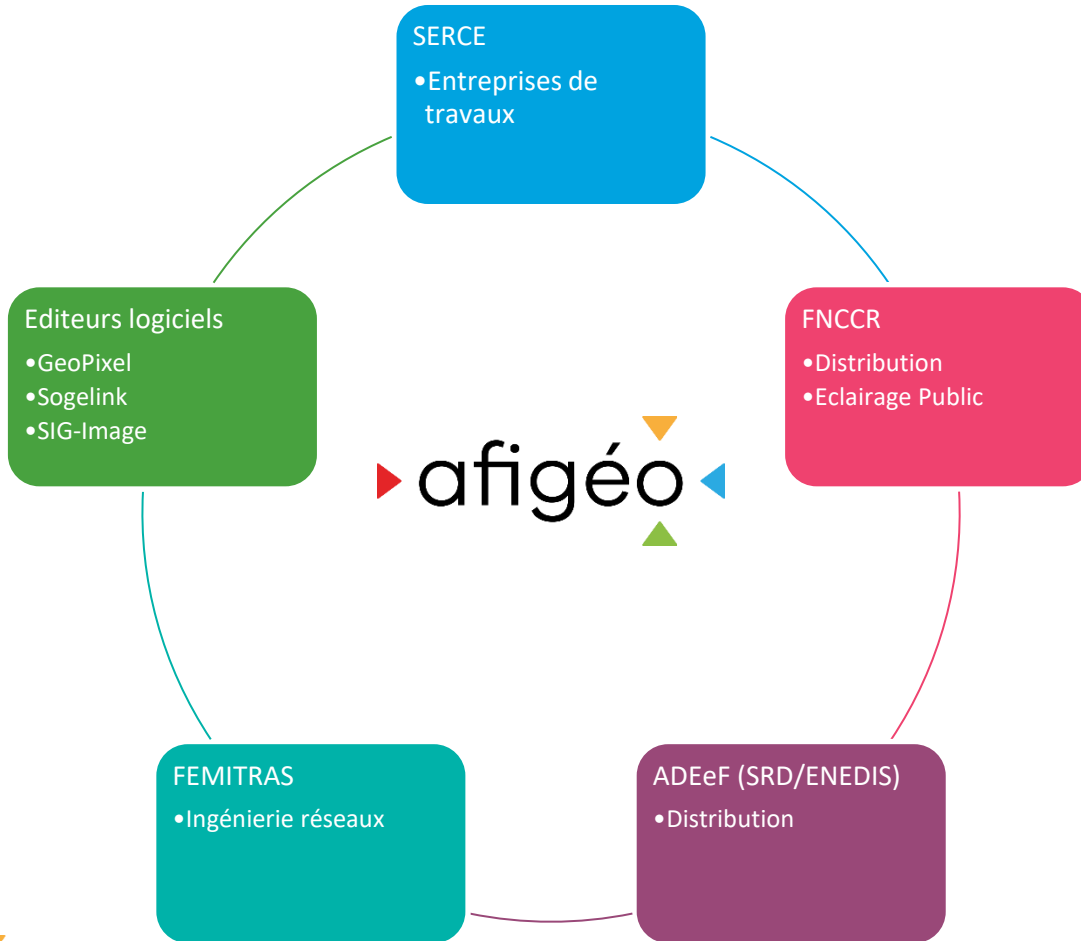 SERCE
•Entreprises de
travaux
Editeurs logiciels
•GeoPixel
•Sogelink
•SIG-Image
FNCCR
•Distribution
•Eclairage Public
afigéo
FEMITRAS
•Ingénierie réseaux
ADEeF (SRD/ENEDIS)
•Distribution